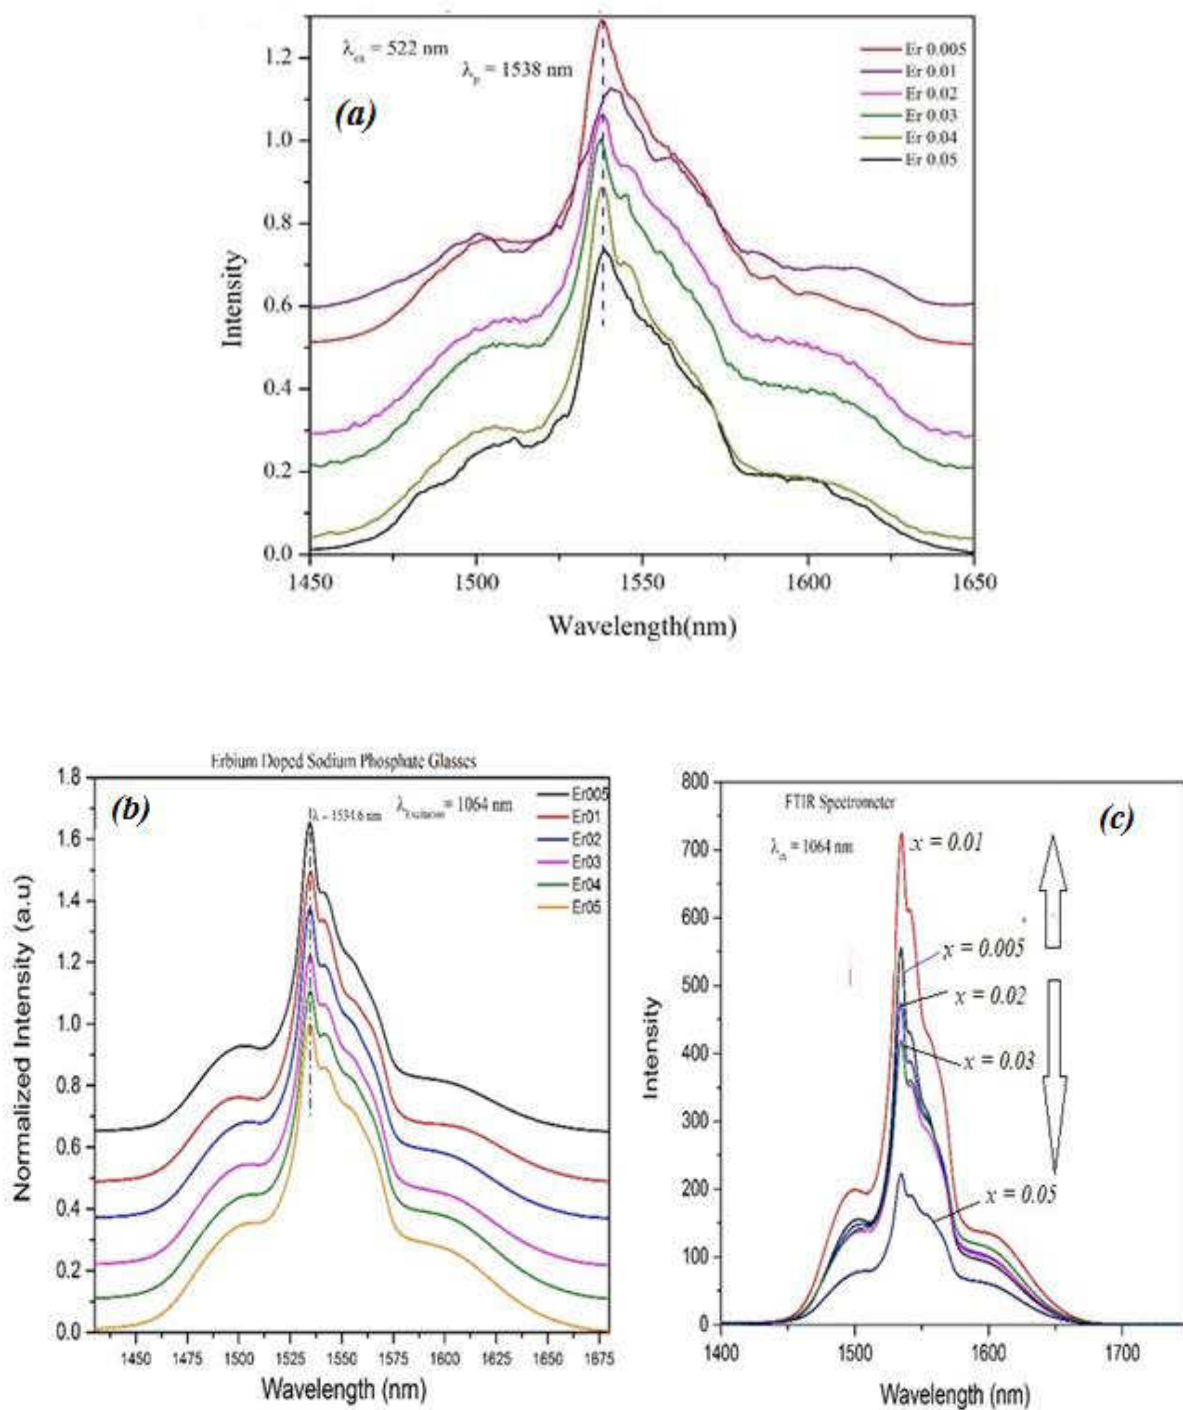 λex = 522 nm
λp = 1538 nm
(a)
Er 0.005
Er 0.01
Er 0.02
Er 0.03
Er 0.04
Er 0.05
1.2
1.0
0.8
0.6
0.4
0.2
0.0
Intensity
1450 1500 1550 1600 1650
Wavelength(nm)
Erbium Doped Sodium Phosphate Glasses
(b)
λ = 1534.6 nm
λExcitation = 1064 nm
Er005
Er01
Er02
Er03
Er04
Er05
1.8
1.6
1.4
1.2
1.0
0.8
0.6
0.4
0.2
0.0
Normalized Intensity (a.u)
1450 1475 1500 1525 1550 1575 1600 1625 1650 1675
Wavelength (nm)
FTIR Spectrometer
(c)
λex = 1064 nm
x = 0.01
x = 0.005
x = 0.02
x = 0.03
x = 0.05
800
700
600
500
400
300
200
100
0
Intensity
1400 1500 1600 1700
Wavelength (nm)